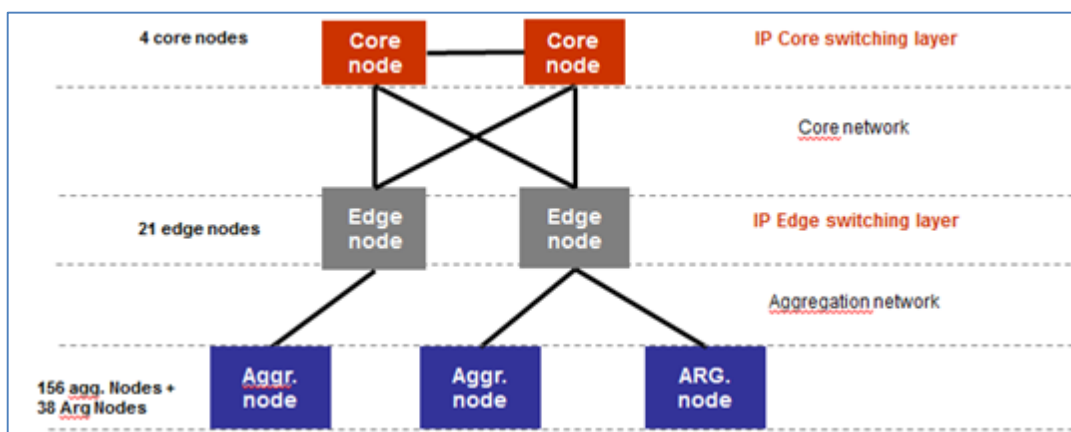 4 core nodes
Core
node
Core
node
IP Core switching layer
Core network
21 edge nodes
Edge
node
Edge
node
IP Edge switching layer
Aggregation network
156 agg. Nodes +
38 Arg Nodes
Aggr.
node
Aggr.
node
ARG.
node